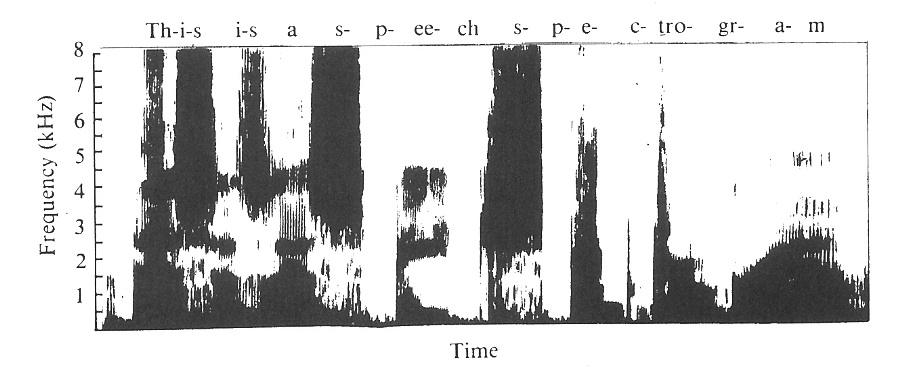 Th-i-s i-s a s- p- ee- ch s- p- e- c- tro- gr- a- m
8
7
6
5
4
3
2
1
Frequency (kHz)
Time